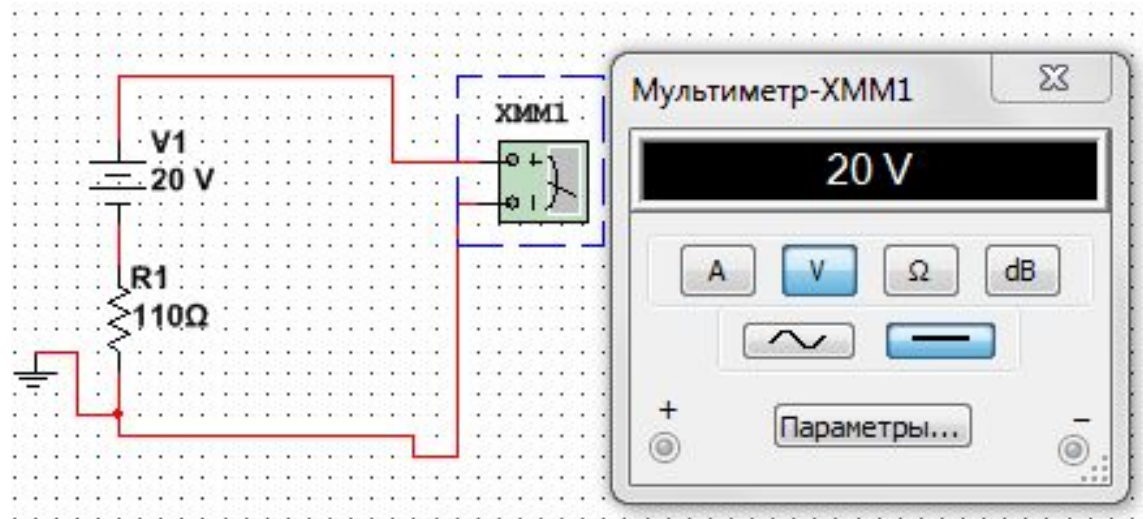 V1
20 V
R1
110Ω
XMM1
Мультиметр-XMM1
20 V
A
V
Ω
dB
+
−
Параметры...